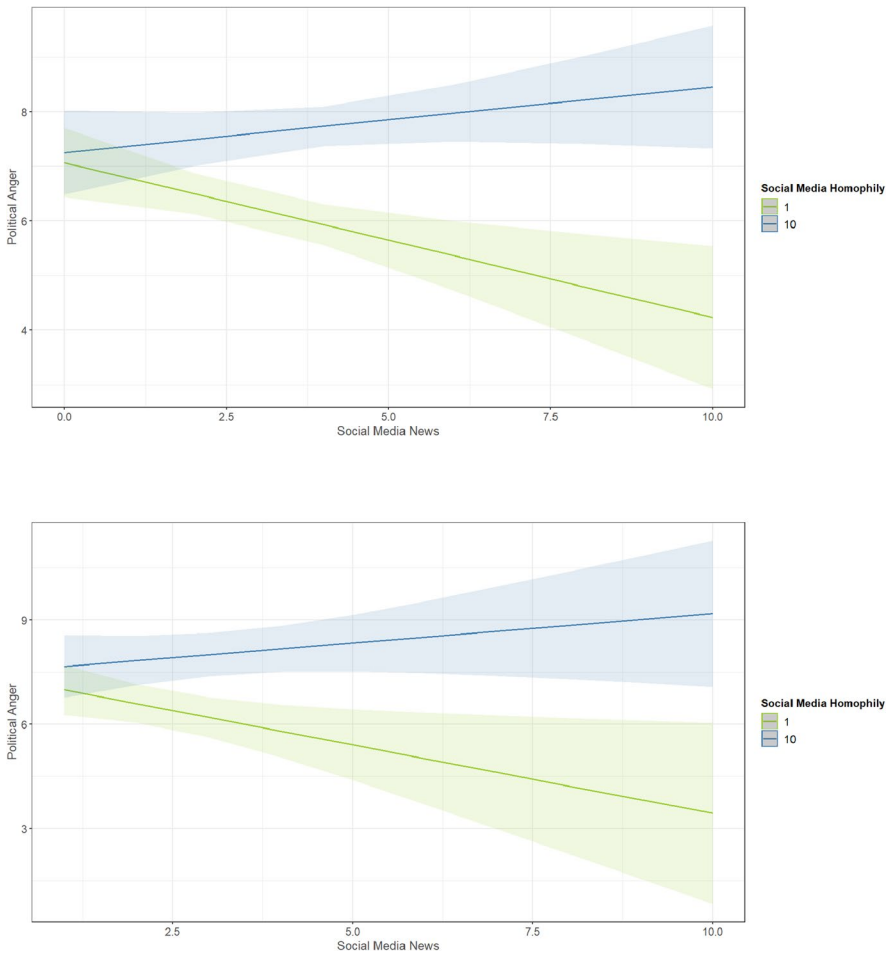 8
6
4
Political Anger
0.0 2.5 5.0 7.5 10.0
Social Media News
Social Media Homophily
1
10
9
6
3
Political Anger
2.5 5.0 7.5 10.0
Social Media News
Social Media Homophily
1
10